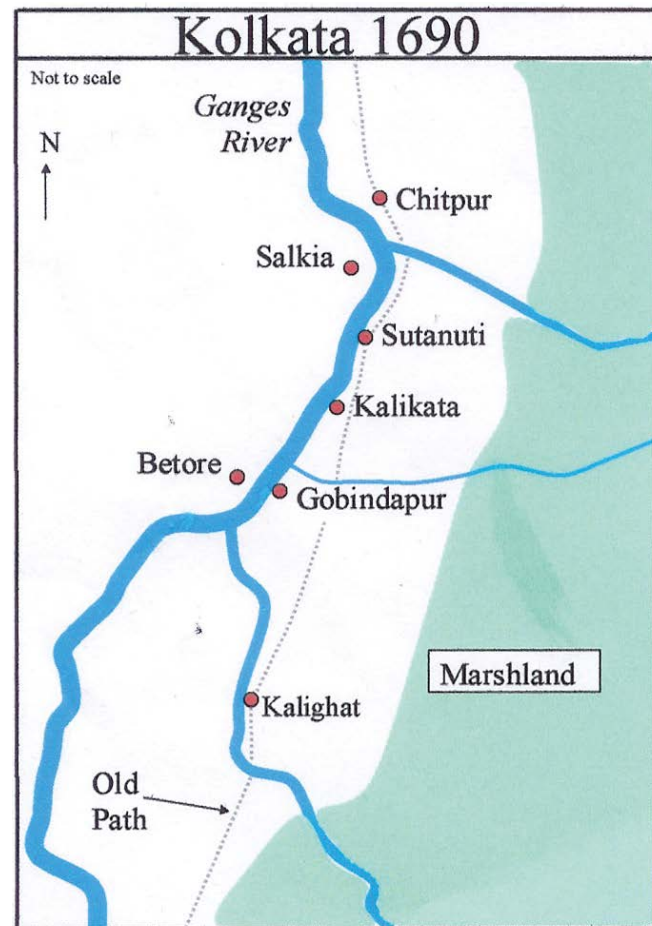 Kolkata 1690
Not to scale
Ganges
River
N
Chitpur
Salkia
Sutanuti
Kalikata
Betore
Gobindapur
Marshland
Kalighat
Old
Path